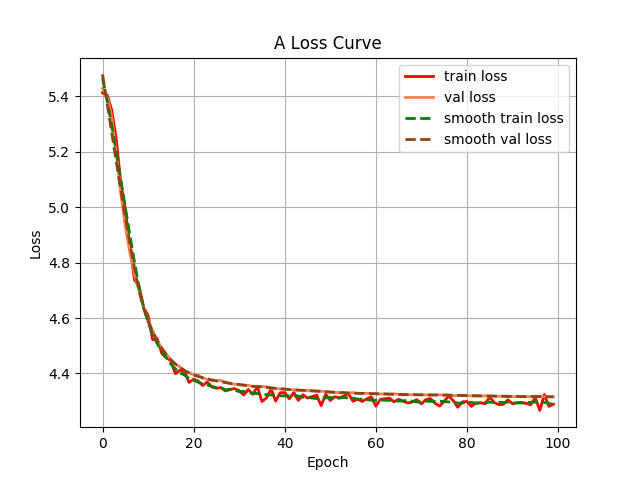 A Loss Curve
train loss
val loss
smooth train loss
smooth val loss
Loss
5.4
5.2
5.0
4.8
4.6
4.4
0 20 40 60 80 100
Epoch